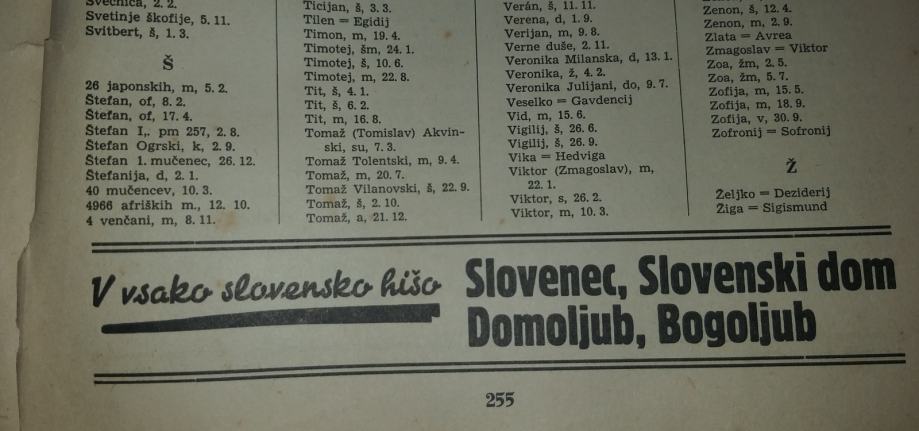 Svečnica, 2. 2.
Svetinje škofije, 5. 11.
Svitbert, š, 1. 3.
Š
26 japonskih, m, 5. 2.
Štefan, of, 8. 2.
Štefan, of, 17. 4.
Štefan I,. pm 257, 2. 8.
Štefan Ogrski, k, 2. 9.
Štefan 1. mučenec, 26. 12.
Štefanija, d, 2. 1.
40 mučencev, 10. 3.
4966 afriških m., 12. 10.
4 venčani, m, 8. 11.
Ticijan, š, 3. 3.
Tilen = Egidij
Timon, m, 19. 4.
Timotej, šm, 24. 1.
Timotej, š, 10. 6.
Timotej, m, 22. 8.
Tit, š, 4. 1.
Tit, š, 6. 2.
Tit, m, 16. 8.
Tomaž (Tomislav) Akvin-
ski, su, 7. 3.
Tomaž Tolentski, m, 9. 4.
Tomaž, m, 20. 7.
Tomaž Vilanovski, š, 22. 9.
Tomaž, š, 2. 10.
Tomaž, a, 21. 12.
Verán, š, 11. 11.
Verena, d, 1. 9.
Verijan, m, 9. 8.
Verne duše, 2. 11.
Veronika Milanska, d, 13. 1.
Veronika, ž, 4. 2.
Veronika Julijani, do, 9. 7.
Veselko = Gavdencij
Vid, m, 15. 6.
Vigilij, š, 26. 6.
Vigilij, š, 26. 9.
Vika = Hedviga
Viktor (Zmagoslav), m,
22. 1.
Viktor, s, 26. 2.
Viktor, m, 10. 3.
Zenon, š, 12. 4.
Zenon, m, 2. 9.
Zlata = Avrea
Zmagoslav = Viktor
Zoa, žm, 2. 5.
Zoa, žm, 5. 7.
Zofija, m, 15. 5.
Zofija, m, 18. 9.
Zofija, v, 30. 9.
Zofronij = Sofronij
Ž
Željko = Deziderij
Žiga = Sigismund
V vsako slovensko hišo
Slovenec, Slovenski dom
Domoljub, Bogoljub
255